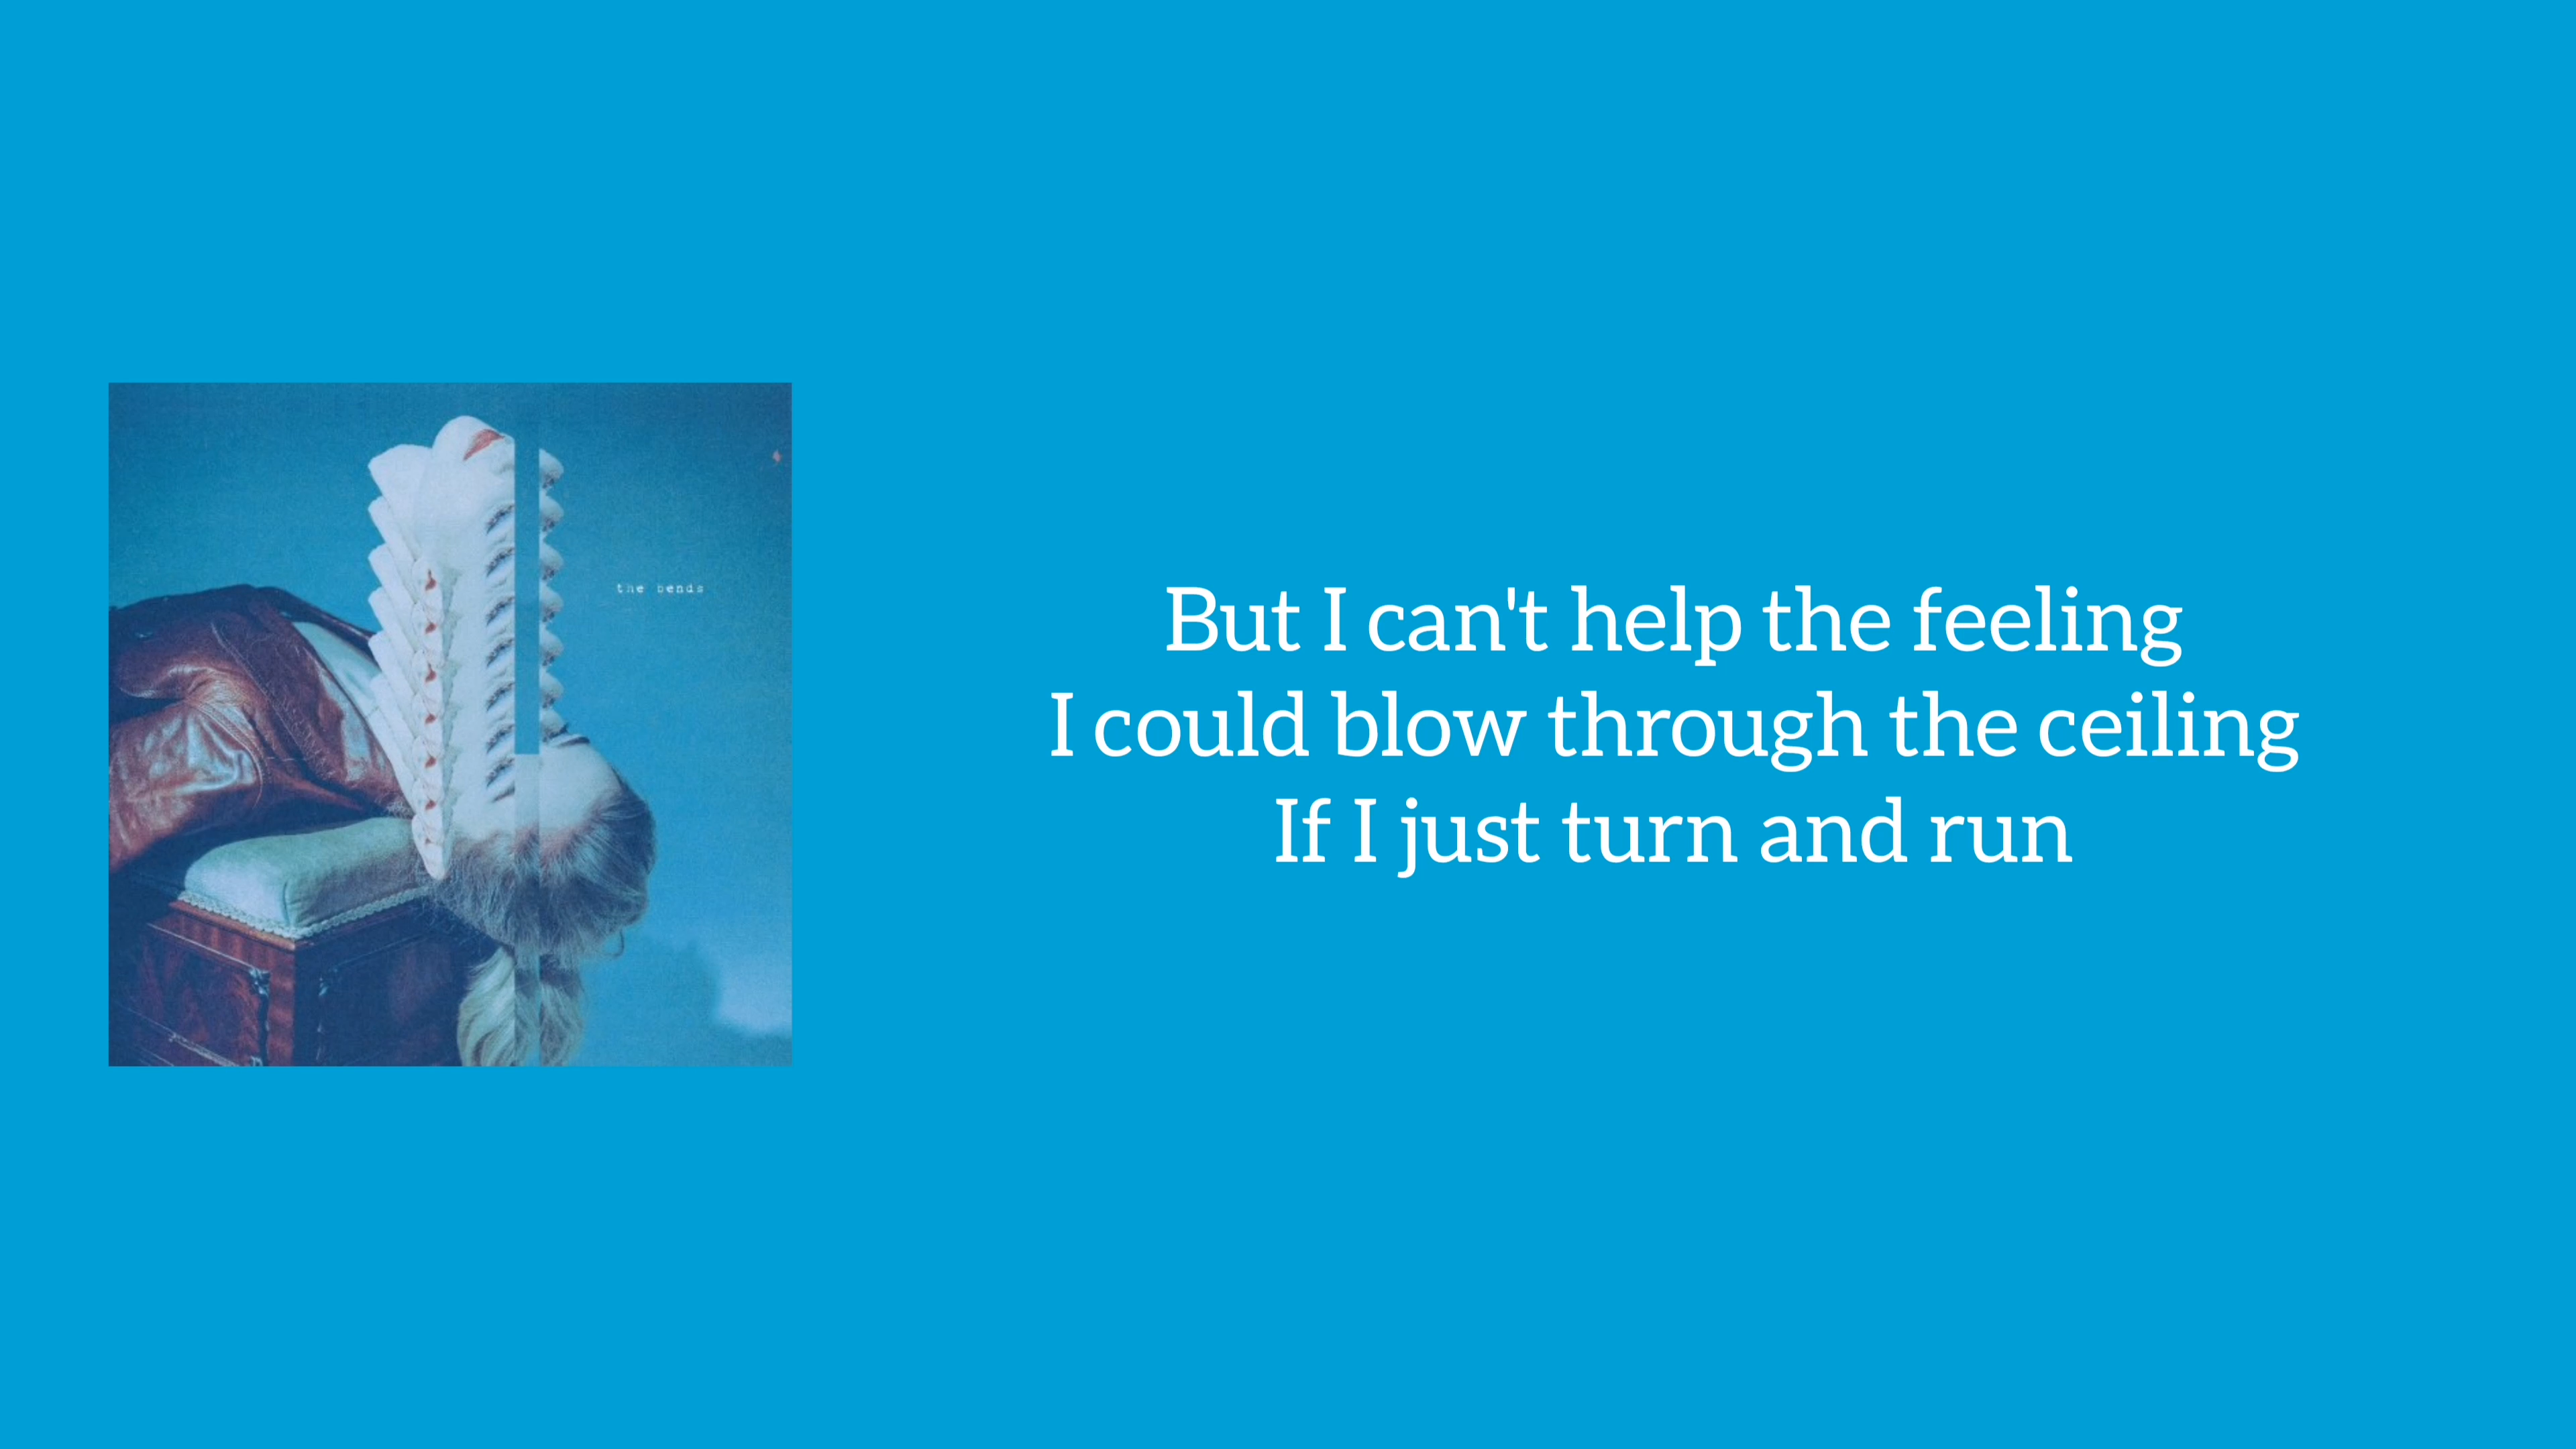 the bends
But I can't help the feeling
I could blow through the ceiling
If I just turn and run